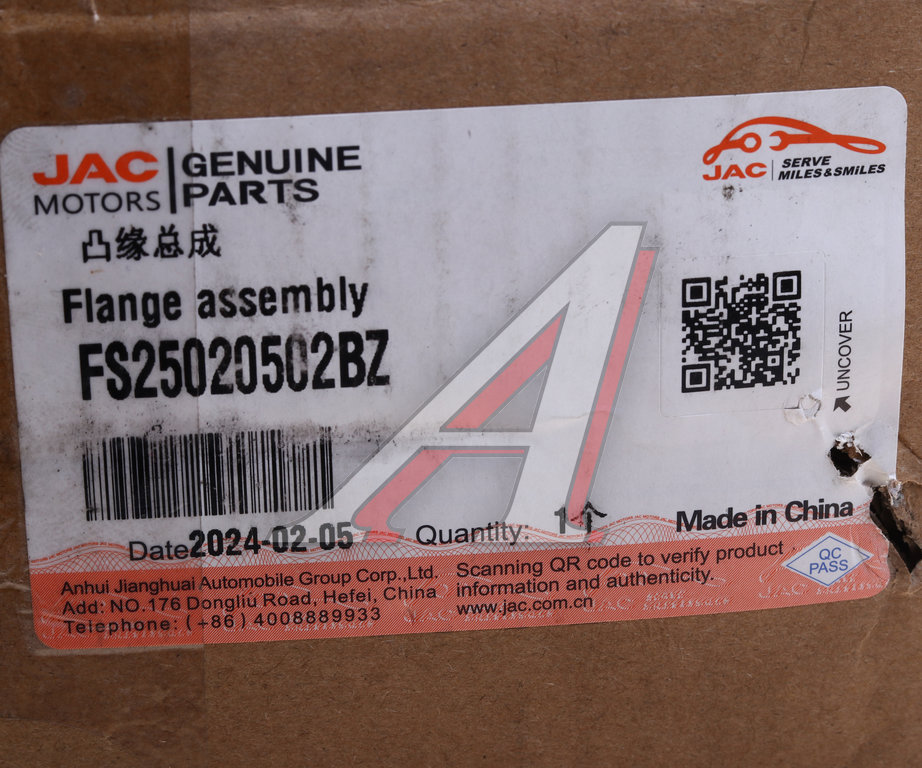 JAC MOTORS
GENUINE PARTS
JAC
SERVE
MILES&SMILES
凸缘总成
Flange assembly
FS25020502BZ
UNCOVER
Date 2024-02-05
Quantity: 1个
Made in China
Anhui Jianghuai Automobile Group Corp.,Ltd.
Add: NO.176 Dongliu Road, Hefei, China
Telephone: (+86) 4008889933
Scanning QR code to verify product
information and authenticity.
www.jac.com.cn
QC
PASS